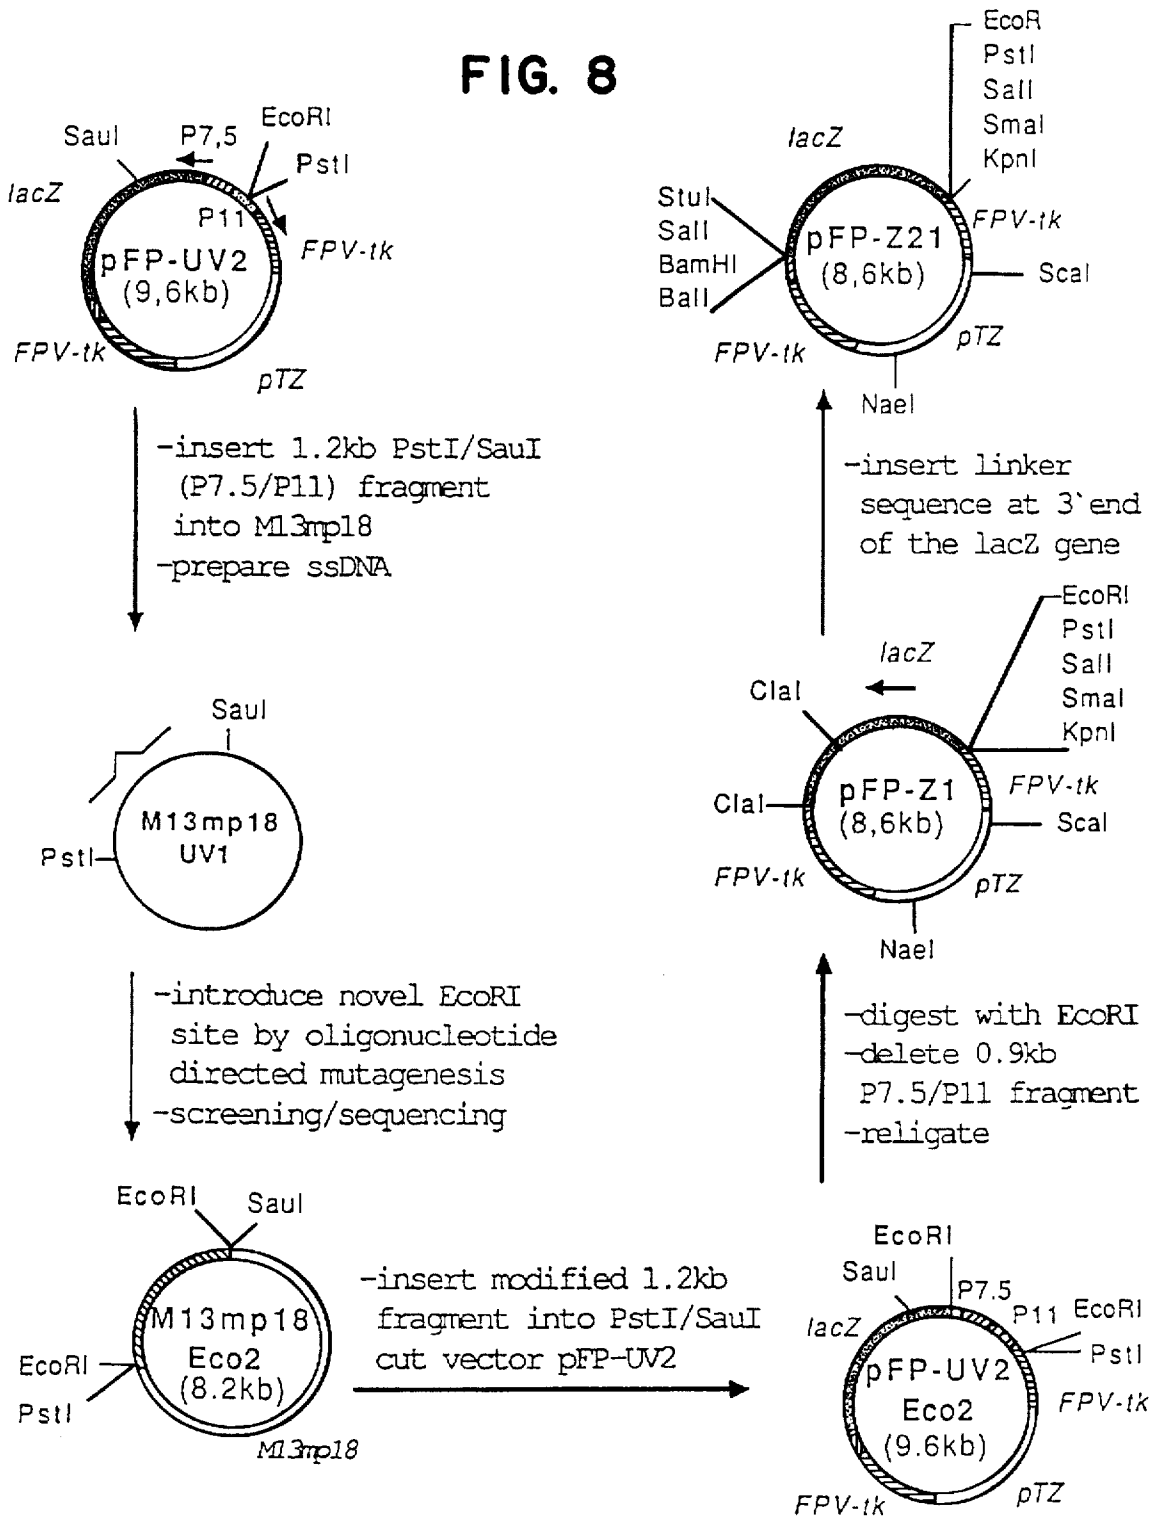 FIG. 8
SauI
P7,5
EcoRI
PstI
lacZ
P11
pFP-UV2
(9,6kb)
FPV-tk
FPV-tk
pTZ
-insert 1.2kb PstI/SauI
(P7.5/P11) fragment
into M13mp18
-prepare ssDNA
SauI
M13mp18
UV1
PstI
-introduce novel EcoRI
site by oligonucleotide
directed mutagenesis
-screening/sequencing
EcoRI
SauI
M13mp18
Eco2
(8.2kb)
EcoRI
PstI
M13mp18
-insert modified 1.2kb
fragment into PstI/SauI
cut vector pFP-UV2
EcoRI
SauI
P7.5
P11
EcoRI
PstI
lacZ
pFP-UV2
Eco2
(9.6kb)
FPV-tk
FPV-tk
pTZ
-digest with EcoRI
-delete 0.9kb
P7.5/P11 fragment
-religate
EcoRI
PstI
SalI
SmaI
KpnI
lacZ
ClaI
ClaI
pFP-Z1
(8,6kb)
FPV-tk
ScaI
FPV-tk
pTZ
NaeI
-insert linker
sequence at 3`end
of the lacZ gene
EcoR
PstI
SalI
SmaI
KpnI
lacZ
StuI
SalI
BamHI
BalI
pFP-Z21
(8,6kb)
FPV-tk
ScaI
FPV-tk
pTZ
NaeI